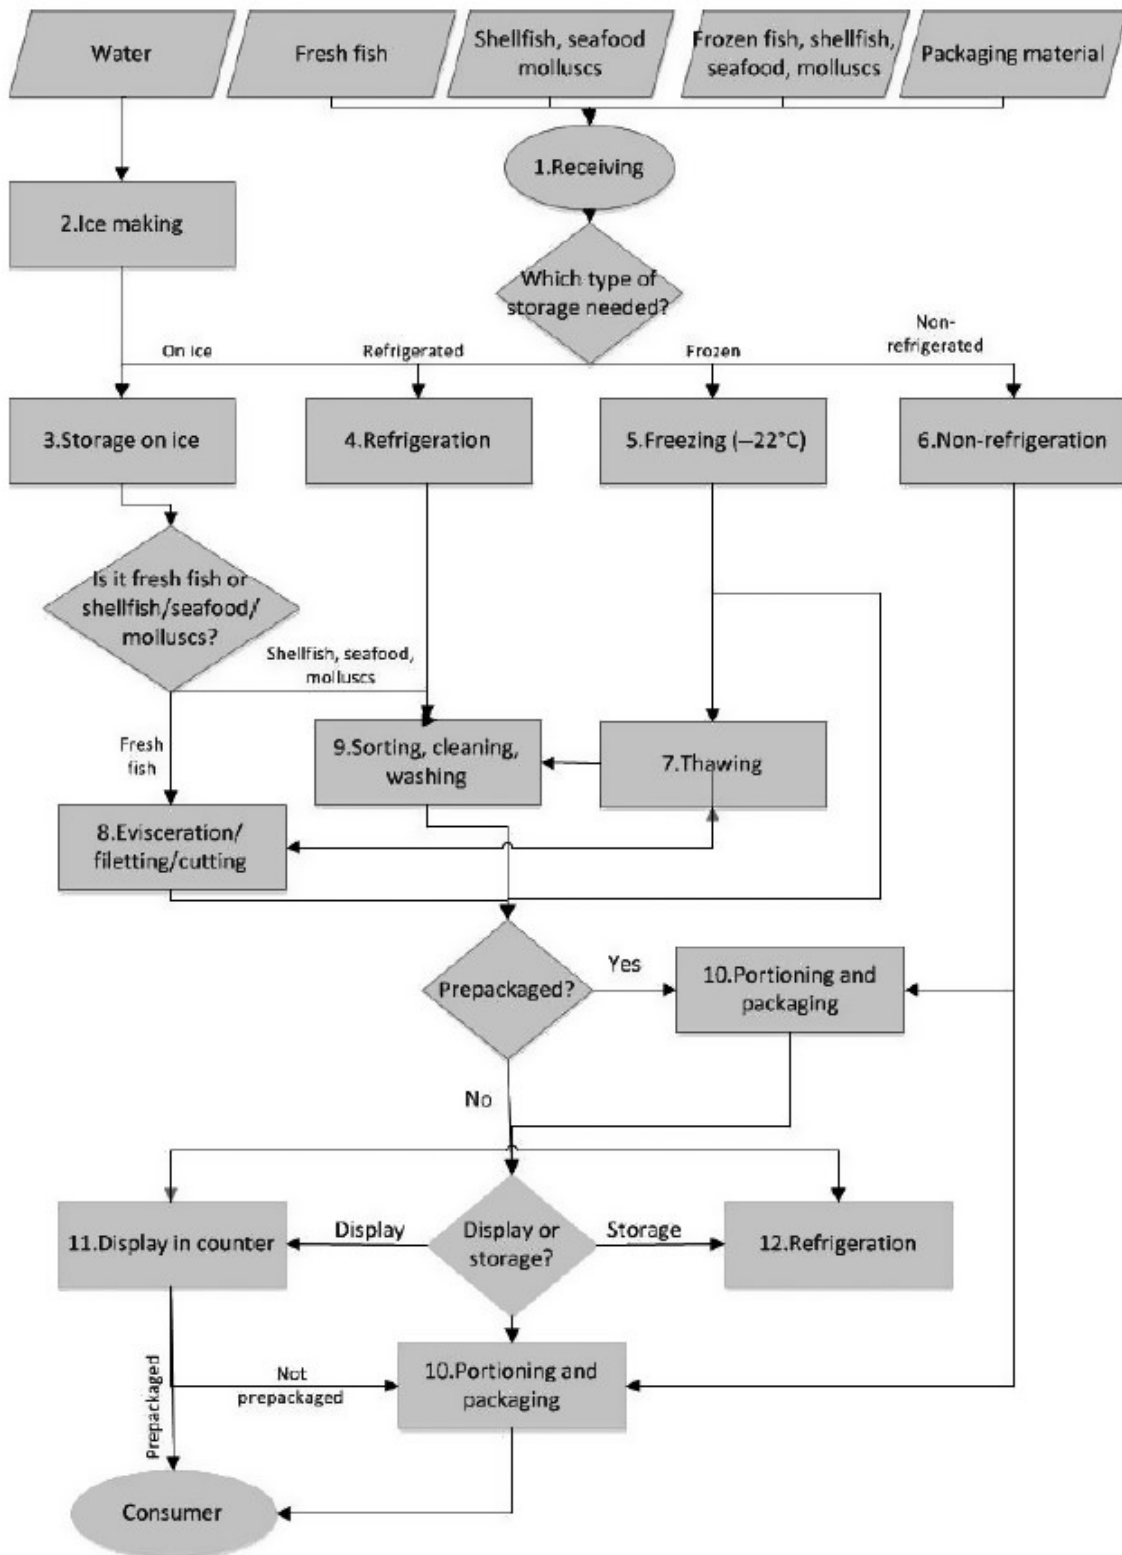 Water
Fresh fish
Shellfish, seafood
molluscs
Frozen fish, shellfish,
seafood, molluscs
Packaging material
1.Receiving
2.Ice making
Which type of
storage needed?
On ice
Refrigerated
Frozen
Non-
refrigerated
3.Storage on ice
4.Refrigeration
5.Freezing (—22°C)
6.Non-refrigeration
Is it fresh fish or
shellfish/seafood/
molluscs?
Shellfish, seafood,
molluscs
Fresh
fish
9.Sorting, cleaning,
washing
7.Thawing
8.Evisceration/
filetting/cutting
Prepackaged?
Yes
10.Portioning and
packaging
No
11.Display in counter
Display
Display or
storage?
Storage
12.Refrigeration
Prepackaged
Not
prepackaged
10.Portioning and
packaging
Consumer